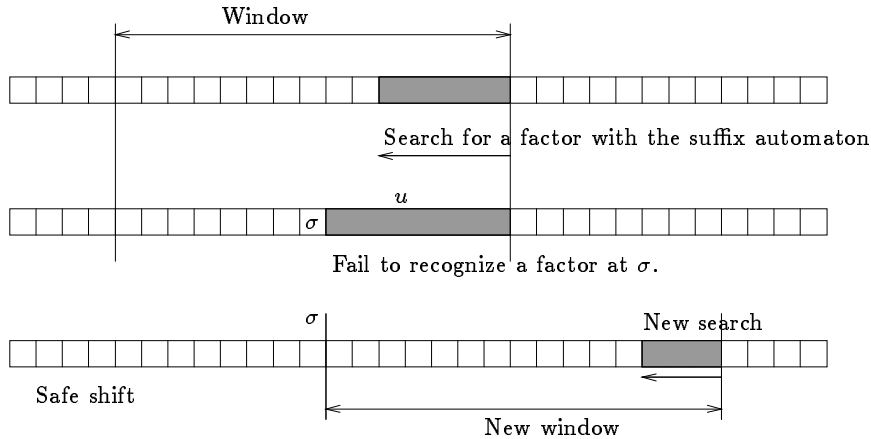 Window
Search for a factor with the suffix automaton
u
σ
Fail to recognize a factor at σ.
σ
New search
Safe shift
New window